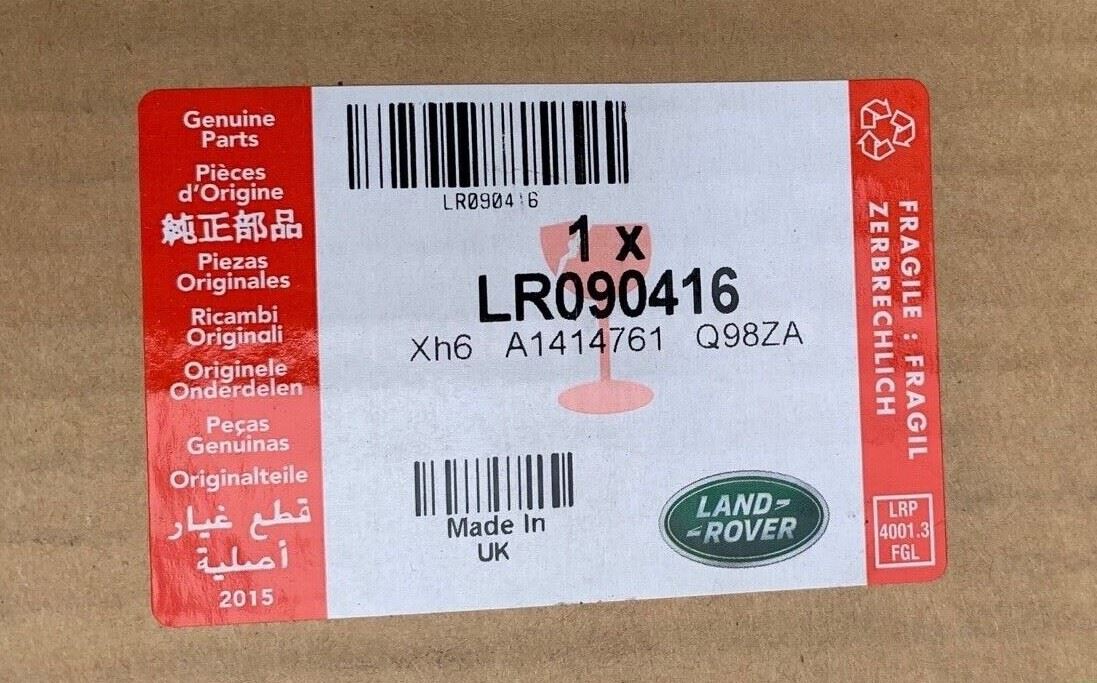 Genuine
Parts
Pièces
d'Origine
純正部品
Piezas
Originales
Ricambi
Originali
Originele
Onderdelen
Peças
Genuinas
Originalteile
قطع غيار
أصلية
2015
LR090416
1 x
LR090416
Xh6 A1414761 Q98ZA
Made In
UK
LAND-
-ROVER
FRAGILE : FRAGIL
ZERBRECHLICH
LRP
4001.3
FGL